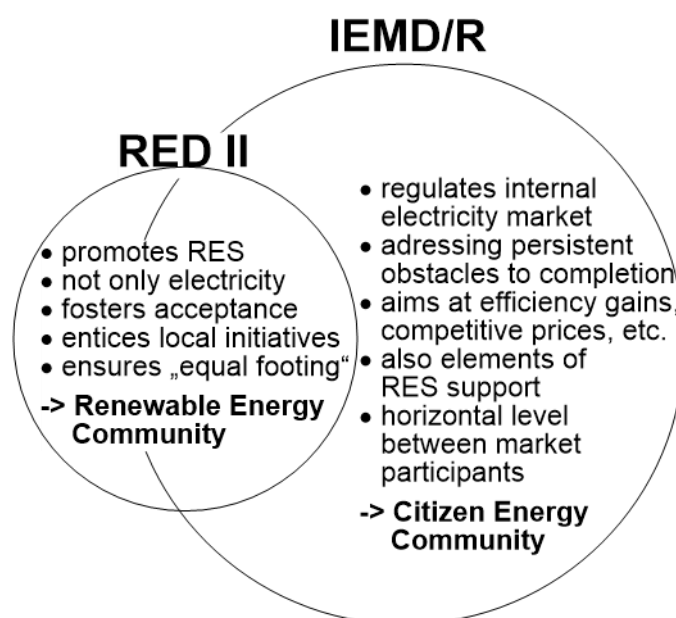 IEMD/R
RED II
• promotes RES
• not only electricity
• fosters acceptance
• entices local initiatives
• ensures „equal footing“
-> Renewable Energy
Community
• regulates internal
electricity market
• adressing persistent
obstacles to completion
• aims at efficiency gains,
competitive prices, etc.
• also elements of
RES support
• horizontal level
between market
participants
-> Citizen Energy
Community